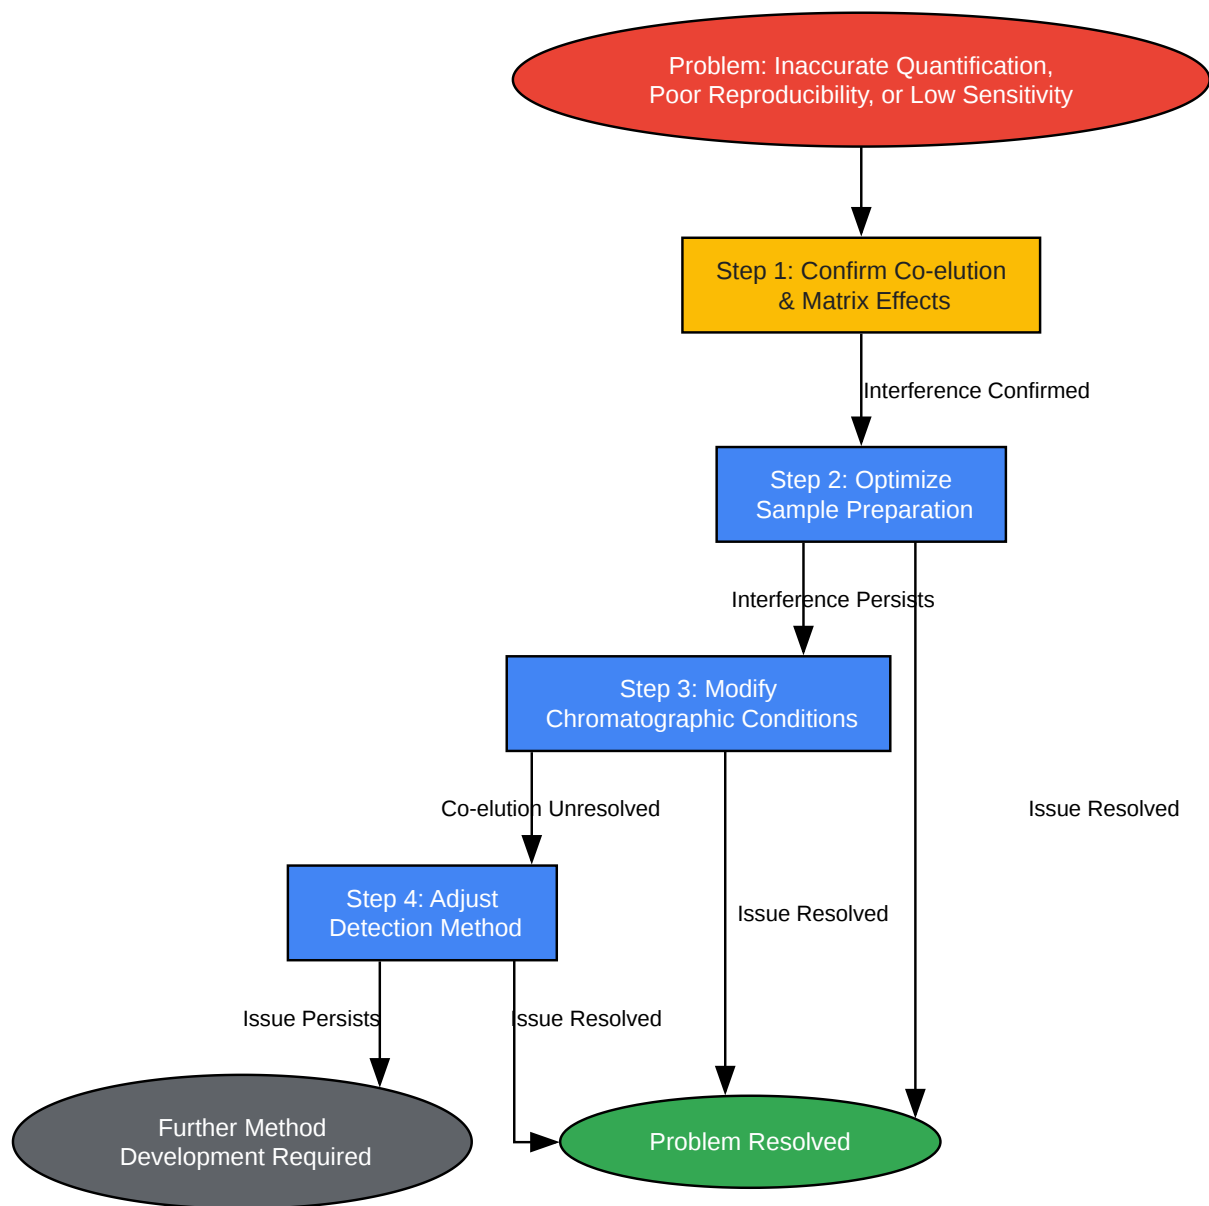 Problem: Inaccurate Quantification,
Poor Reproducibility, or Low Sensitivity
Step 1: Confirm Co-elution
& Matrix Effects
Interference Confirmed
Step 2: Optimize
Sample Preparation
Interference Persists
Step 3: Modify
Chromatographic Conditions
Co-elution Unresolved
Issue Resolved
Step 4: Adjust
Detection Method
Issue Resolved
Issue Persists
Issue Resolved
Further Method
Development Required
Problem Resolved